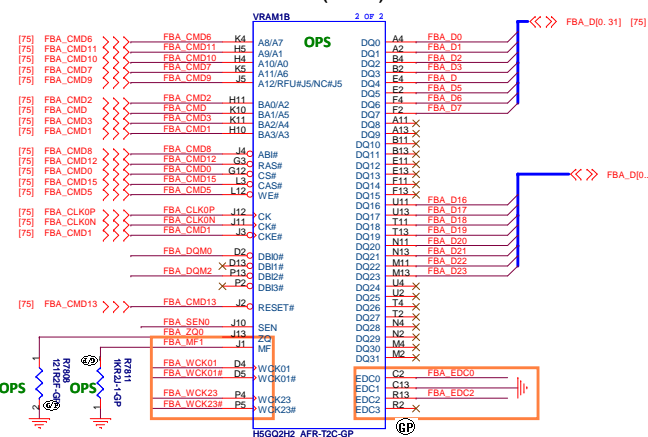 VRAM1B 2 OF 2
OPS
FBA_D[0..31] [75]
[75] FBA_CMD6 FBA_CMD6 K4 A8/A7 DQ0 A4 FBA_D0
[75] FBA_CMD11 FBA_CMD11 H5 A9/A1 DQ1 A2 FBA_D1
[75] FBA_CMD10 FBA_CMD10 H4 A10/A0 DQ2 B4 FBA_D2
[75] FBA_CMD7 FBA_CMD7 K5 A11/A6 DQ3 B2 FBA_D3
[75] FBA_CMD9 FBA_CMD9 J5 A12/RFU#J5/NC#J5 DQ4 E4 FBA_D
DQ5 E2 FBA_D5
[75] FBA_CMD2 FBA_CMD2 H11 BA0/A2 DQ6 F4 FBA_D6
[75] FBA_CMD FBA_CMD K10 BA1/A5 DQ7 F2 FBA_D7
[75] FBA_CMD3 FBA_CMD3 K11 BA2/A4 DQ8 A11
[75] FBA_CMD1 FBA_CMD1 H10 BA3/A3 DQ9 A13
DQ10 B11
[75] FBA_CMD8 FBA_CMD8 J4 ABI# DQ11 B13
[75] FBA_CMD12 FBA_CMD12 G3 RAS# DQ12 E11
[75] FBA_CMD0 FBA_CMD0 G12 CS# DQ13 E13
[75] FBA_CMD15 FBA_CMD15 L3 CAS# DQ14 F11
[75] FBA_CMD5 FBA_CMD5 L12 WE# DQ15 F13
FBA_D[0..
DQ16 U11 FBA_D16
[75] FBA_CLK0P FBA_CLK0P J12 CK DQ17 U13 FBA_D17
[75] FBA_CLK0N FBA_CLK0N J11 CK# DQ18 T11 FBA_D18
[75] FBA_CMD1 FBA_CMD1 J3 CKE# DQ19 T13 FBA_D19
DQ20 N11 FBA_D20
FBA_DQM0 D2 DBI0# DQ21 N13 FBA_D21
D13 DBI1# DQ22 M11 FBA_D22
FBA_DQM2 P13 DBI2# DQ23 M13 FBA_D23
P2 DBI3# DQ24 U4
DQ25 U2
[75] FBA_CMD13 FBA_CMD13 J2 RESET# DQ26 T4
DQ27 T2
FBA_SEN0 J10 SEN DQ28 N4
FBA_ZQ0 J13 ZQ DQ29 N2
FBA_MF1 J1 MF DQ30 M4
DQ31 M2
FBA_WCK01 D4 WCK01
FBA_WCK01# D5 WCK01# EDC0 C2 FBA_EDC0
EDC1 C13
FBA_WCK23 P4 WCK23 EDC2 R13 FBA_EDC2
FBA_WCK23# P5 WCK23# EDC3 R2
OPS 1 2 R7808 121R2F-GP
OPS R7811 1KR2J-1-GP
GP
H5GQ2H2_AFR-T2C-GP